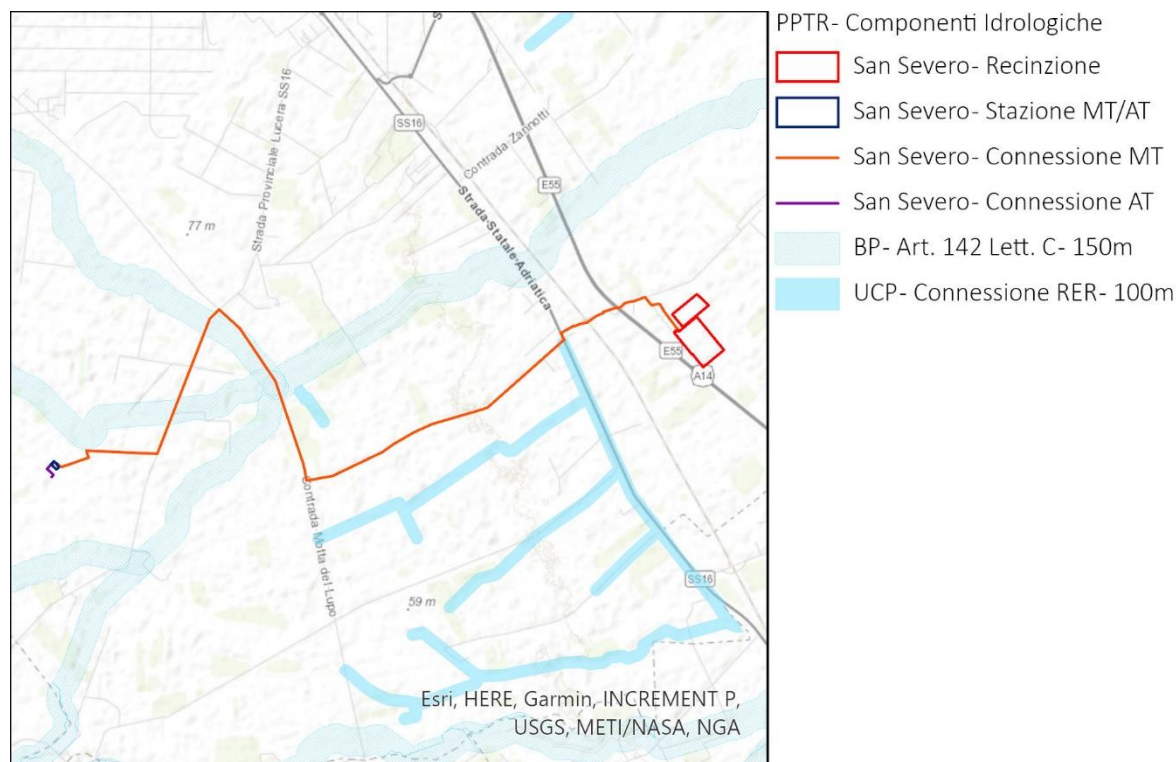 PPTR- Componenti Idrologiche
San Severo- Recinzione
San Severo- Stazione MT/AT
San Severo- Connessione MT
San Severo- Connessione AT
BP- Art. 142 Lett. C- 150m
UCP- Connessione RER- 100m
SS16
Contrada Zannotti
Strada Provinciale Lucera SS16
E55
77 m
Strada Statale Adriatica
E55
A14
Contrada Motta del Lupo
SS16
59 m
Esri, HERE, Garmin, INCREMENT P,
USGS, METI/NASA, NGA